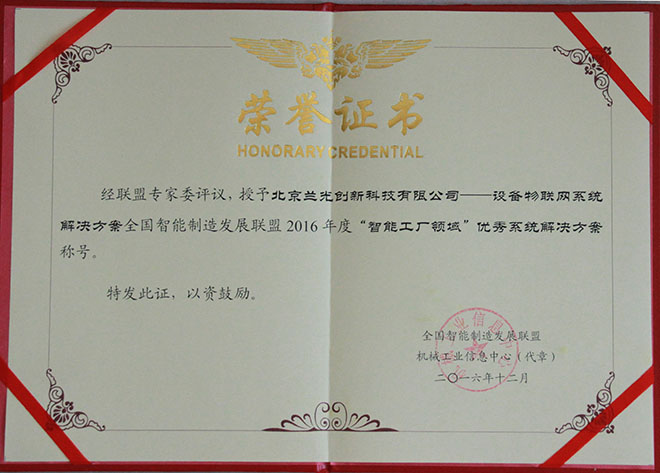 荣誉证书
HONORARY CREDENTIAL
经联盟专家委评议，授予北京兰光创新科技有限公司——设备物联网系统
解决方案全国智能制造发展联盟2016年度“智能工厂领域”优秀系统解决方案
称号。
特发此证，以资鼓励。
全国智能制造发展联盟
机械工业信息中心（代章）
二〇一六年十二月